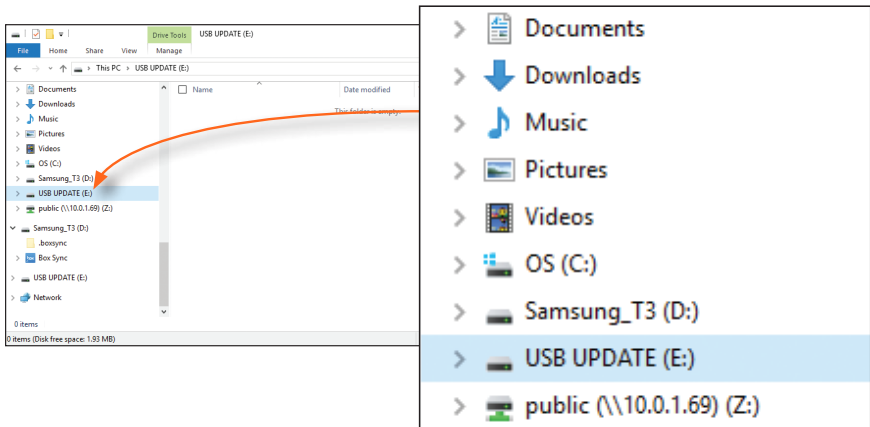 Drive Tools USB UPDATE (E:)
File Home Share View Manage
This PC > USB UPDATE (E:)
Name Date modified
Documents
Downloads
Music
Pictures
Videos
OS (C:)
Samsung_T3 (D:)
USB UPDATE (E:)
public (\\10.0.1.69) (Z:)
Samsung_T3 (D:)
.boxsync
Box Sync
USB UPDATE (E:)
Network
This folder is empty.
0 items
0 items (Disk free space: 1.93 MB)
Documents
Downloads
Music
Pictures
Videos
OS (C:)
Samsung_T3 (D:)
USB UPDATE (E:)
public (\\10.0.1.69) (Z:)